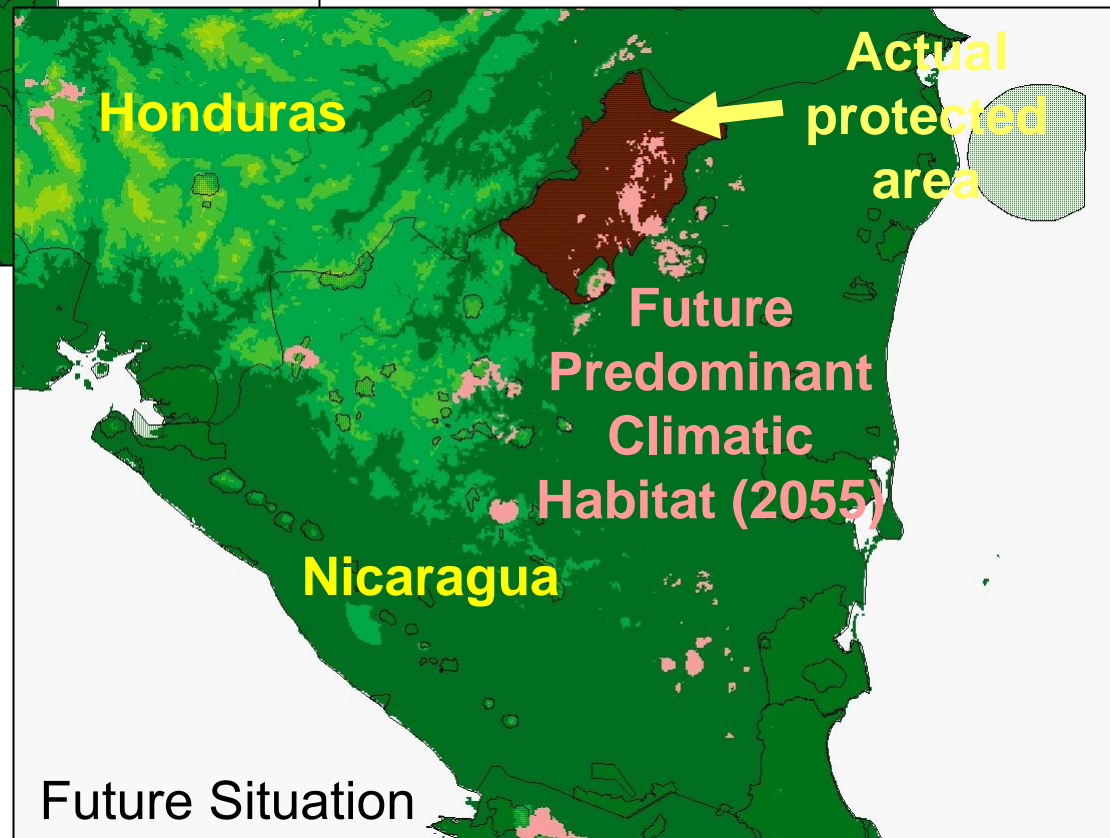 Honduras
Actual
protected
area
Future
Predominant
Climatic
Habitat (2055)
Nicaragua
Future Situation